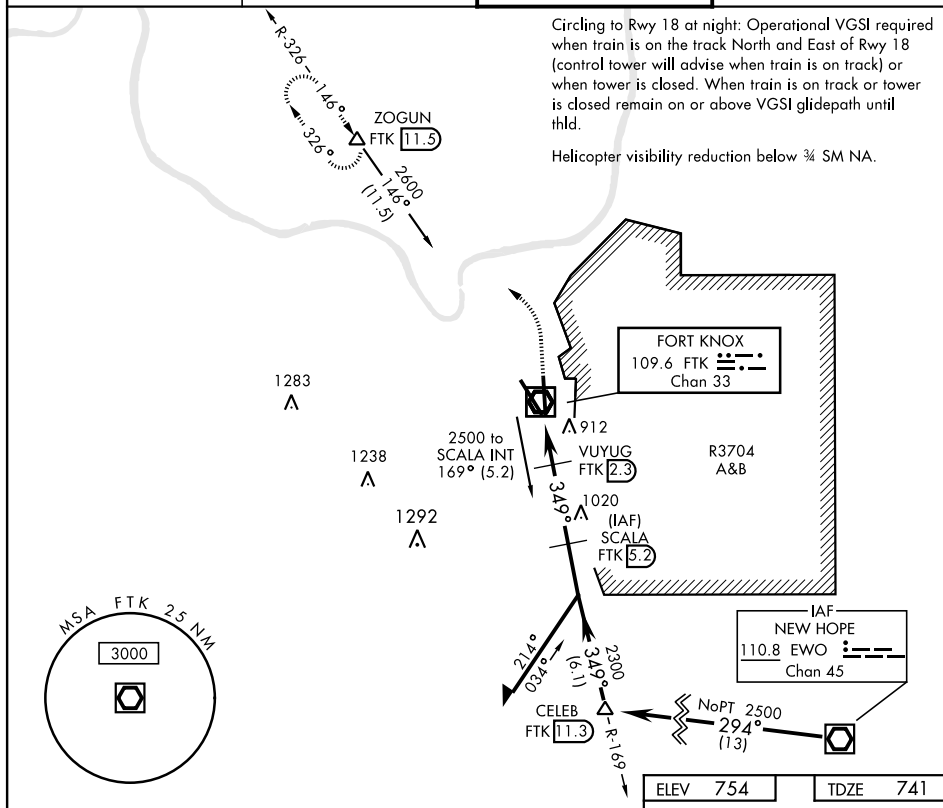 Circling to Rwy 18 at night: Operational VGSI required
when train is on the track North and East of Rwy 18
(control tower will advise when train is on track) or
when tower is closed. When train is on track or tower
is closed remain on or above VGSI glidepath until
thld.
Helicopter visibility reduction below ¾ SM NA.
R-326
146°
326°
ZOGUN
FTK 11.5
2600
146°
(11.5)
FORT KNOX
109.6 FTK
Chan 33
1283
912
2500 to
SCALA INT
169° (5.2)
VUYUG
FTK 2.3
R3704
A&B
1238
349°
1020
1292
(IAF)
SCALA
FTK 5.2
MSA FTK 25 NM
3000
214°
034°
2300
349°
(6.1)
IAF
NEW HOPE
110.8 EWO
Chan 45
CELEB
FTK 11.3
R-169
NoPT 2500
294°
(13)
ELEV 754
TDZE 741